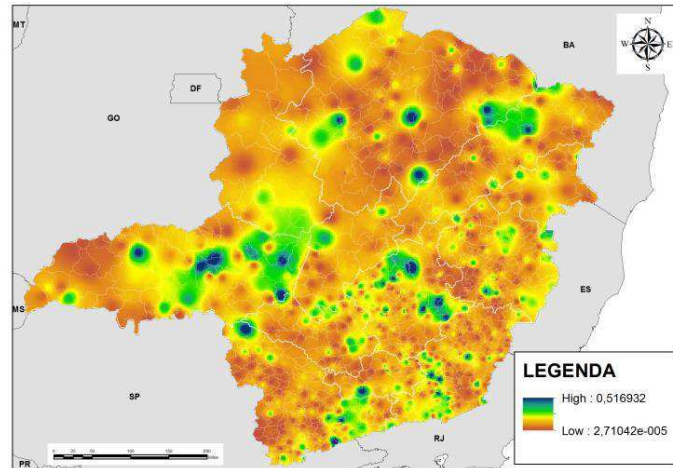 MT
N
BA
W E
S
DF
GO
MS
ES
LEGENDA
High : 0,516932
Low : 2,71042e-005
SP
RJ
PR